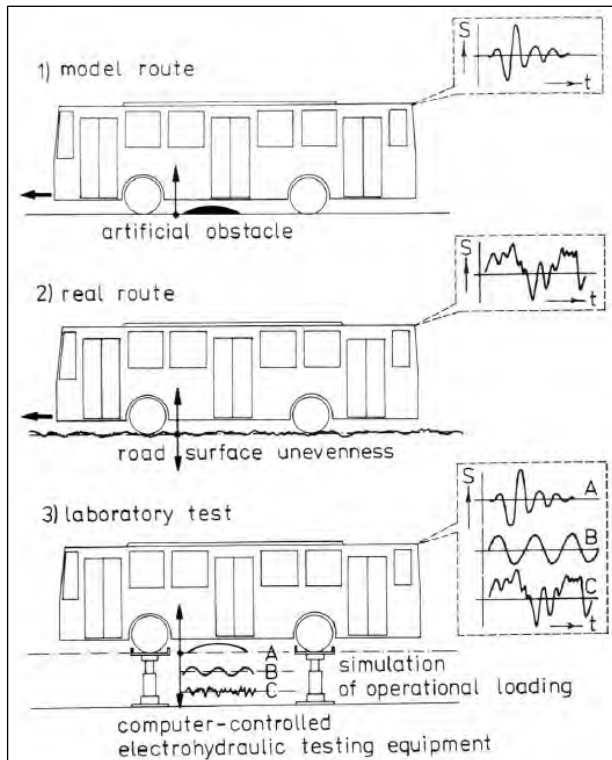 S
t
1) model route
artificial obstacle
S
t
2) real route
road surface unevenness
S
A
B
C
t
3) laboratory test
A
B
C
simulation
of operational loading
computer-controlled
electrohydraulic testing equipment